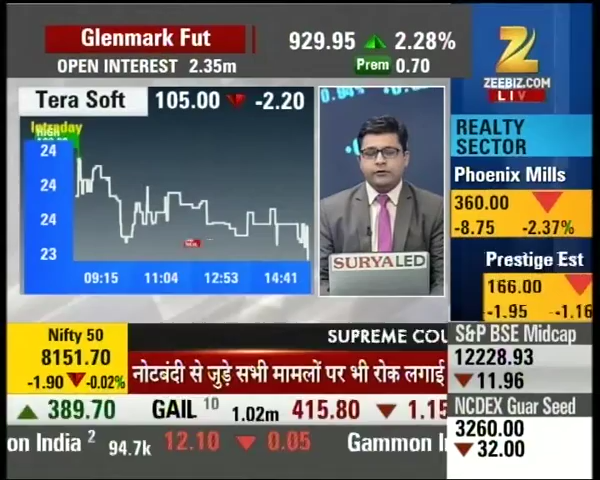 Glenmark Fut
929.95 2.28%
OPEN INTEREST 2.35m
Prem 0.70
ZEEBIZ.COM
LIV
Tera Soft 105.00 -2.20
Intraday
24
24
24
23
09:15 11:04 12:53 14:41
SURYA LED
REALTY
SECTOR
Phoenix Mills
360.00
-8.75 -2.37%
Prestige Est
166.00
-1.95 -1.16
Nifty 50
8151.70
-1.90 -0.02%
SUPREME COU
नोटबंदी से जुड़े सभी मामलों पर भी रोक लगाई
S&P BSE Midcap
12228.93
11.96
389.70 GAIL 10 1.02m 415.80 1.15
NCDEX Guar Seed
3260.00
32.00
on India 2 94.7k 12.10 0.05 Gammon I